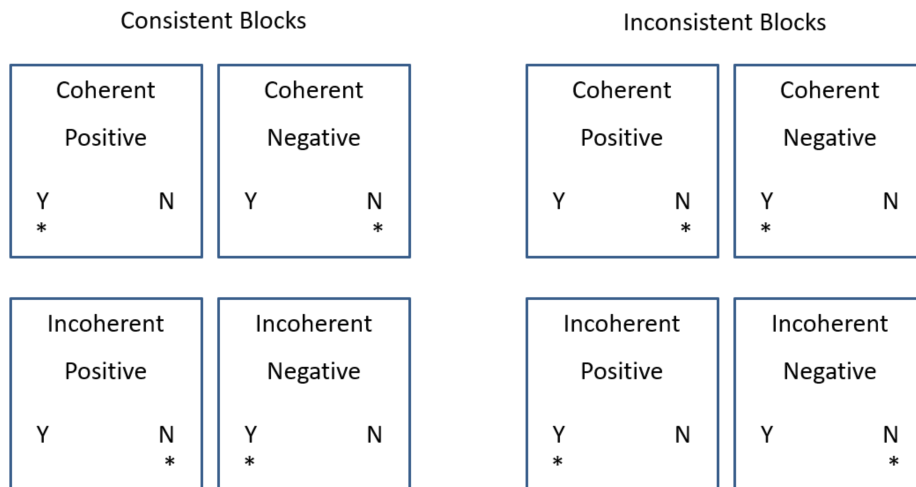 Consistent Blocks Inconsistent Blocks
Coherent Coherent Coherent Coherent
Positive Negative Positive Negative
Y N Y N Y N Y N
* * * *
Incoherent Incoherent Incoherent Incoherent
Positive Negative Positive Negative
Y N Y N Y N Y N
* * * *